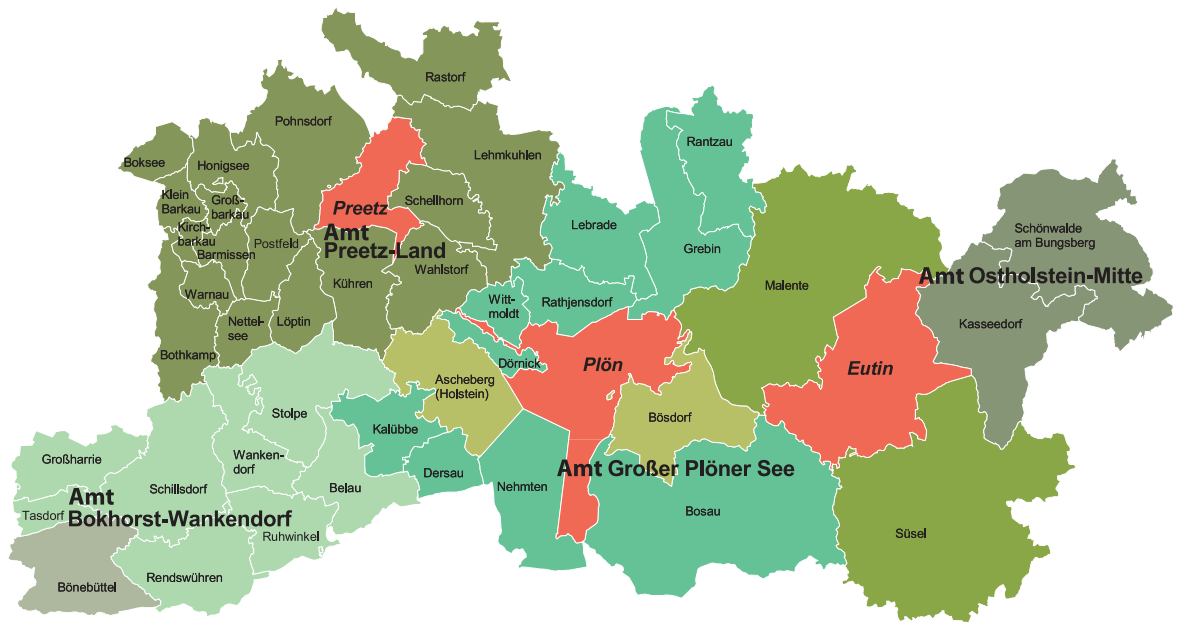 Rastorf
Pohnsdorf
Rantzau
Boksee
Honigsee
Lehmkuhlen
Klein
Barkau
Groß-
barkau
Preetz
Schellhorn
Lebrade
Kirch-
barkau
Barmissen
Postfeld
Amt
Preetz-Land
Grebin
Schönwalde
am Bungsberg
Wahlstorf
Warnau
Kühren
Witt-
moldt
Rathjensdorf
Malente
Amt Ostholstein-Mitte
Nettel-
see
Löptin
Kasseedorf
Bothkamp
Dörnick
Plön
Eutin
Ascheberg
(Holstein)
Stolpe
Kalübbe
Bösdorf
Großharrie
Wanken-
dorf
Dersau
Amt Großer Plöner See
Schillsdorf
Belau
Nehmten
Amt
Bokhorst-Wankendorf
Tasdorf
Bosau
Ruhwinkel
Süsel
Bönebüttel
Rendswühren